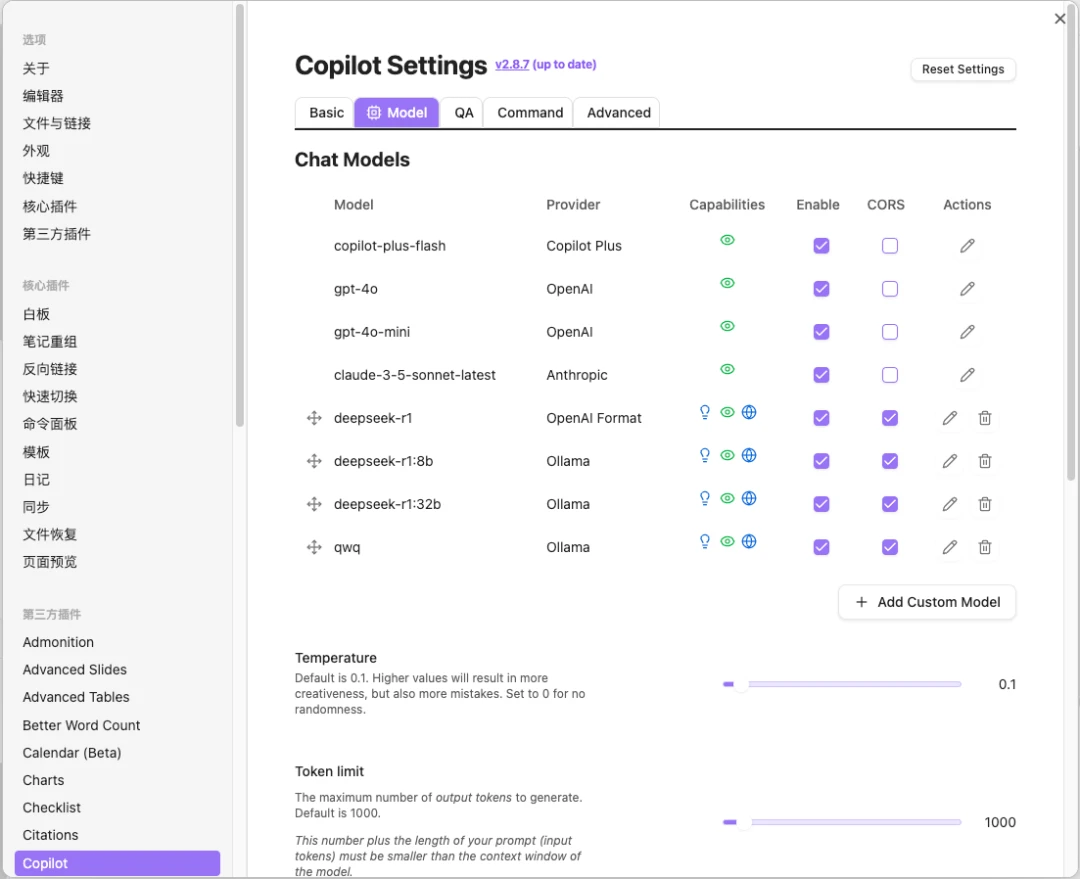 选项
关于
编辑器
文件与链接
外观
快捷键
核心插件
第三方插件
核心插件
白板
笔记重组
反向链接
快速切换
命令面板
模板
日记
同步
文件恢复
页面预览
第三方插件
Admonition
Advanced Slides
Advanced Tables
Better Word Count
Calendar (Beta)
Charts
Checklist
Citations
Copilot
Copilot Settings v2.8.7 (up to date)
Reset Settings
Basic Model QA Command Advanced
Chat Models
Model Provider Capabilities Enable CORS Actions
copilot-plus-flash Copilot Plus
gpt-4o OpenAI
gpt-4o-mini OpenAI
claude-3-5-sonnet-latest Anthropic
deepseek-r1 OpenAI Format
deepseek-r1:8b Ollama
deepseek-r1:32b Ollama
qwq Ollama
+ Add Custom Model
Temperature
Default is 0.1. Higher values will result in more
creativeness, but also more mistakes. Set to 0 for no
randomness.
0.1
Token limit
The maximum number of output tokens to generate.
Default is 1000.
1000
This number plus the length of your prompt (input
tokens) must be smaller than the context window of
the model.